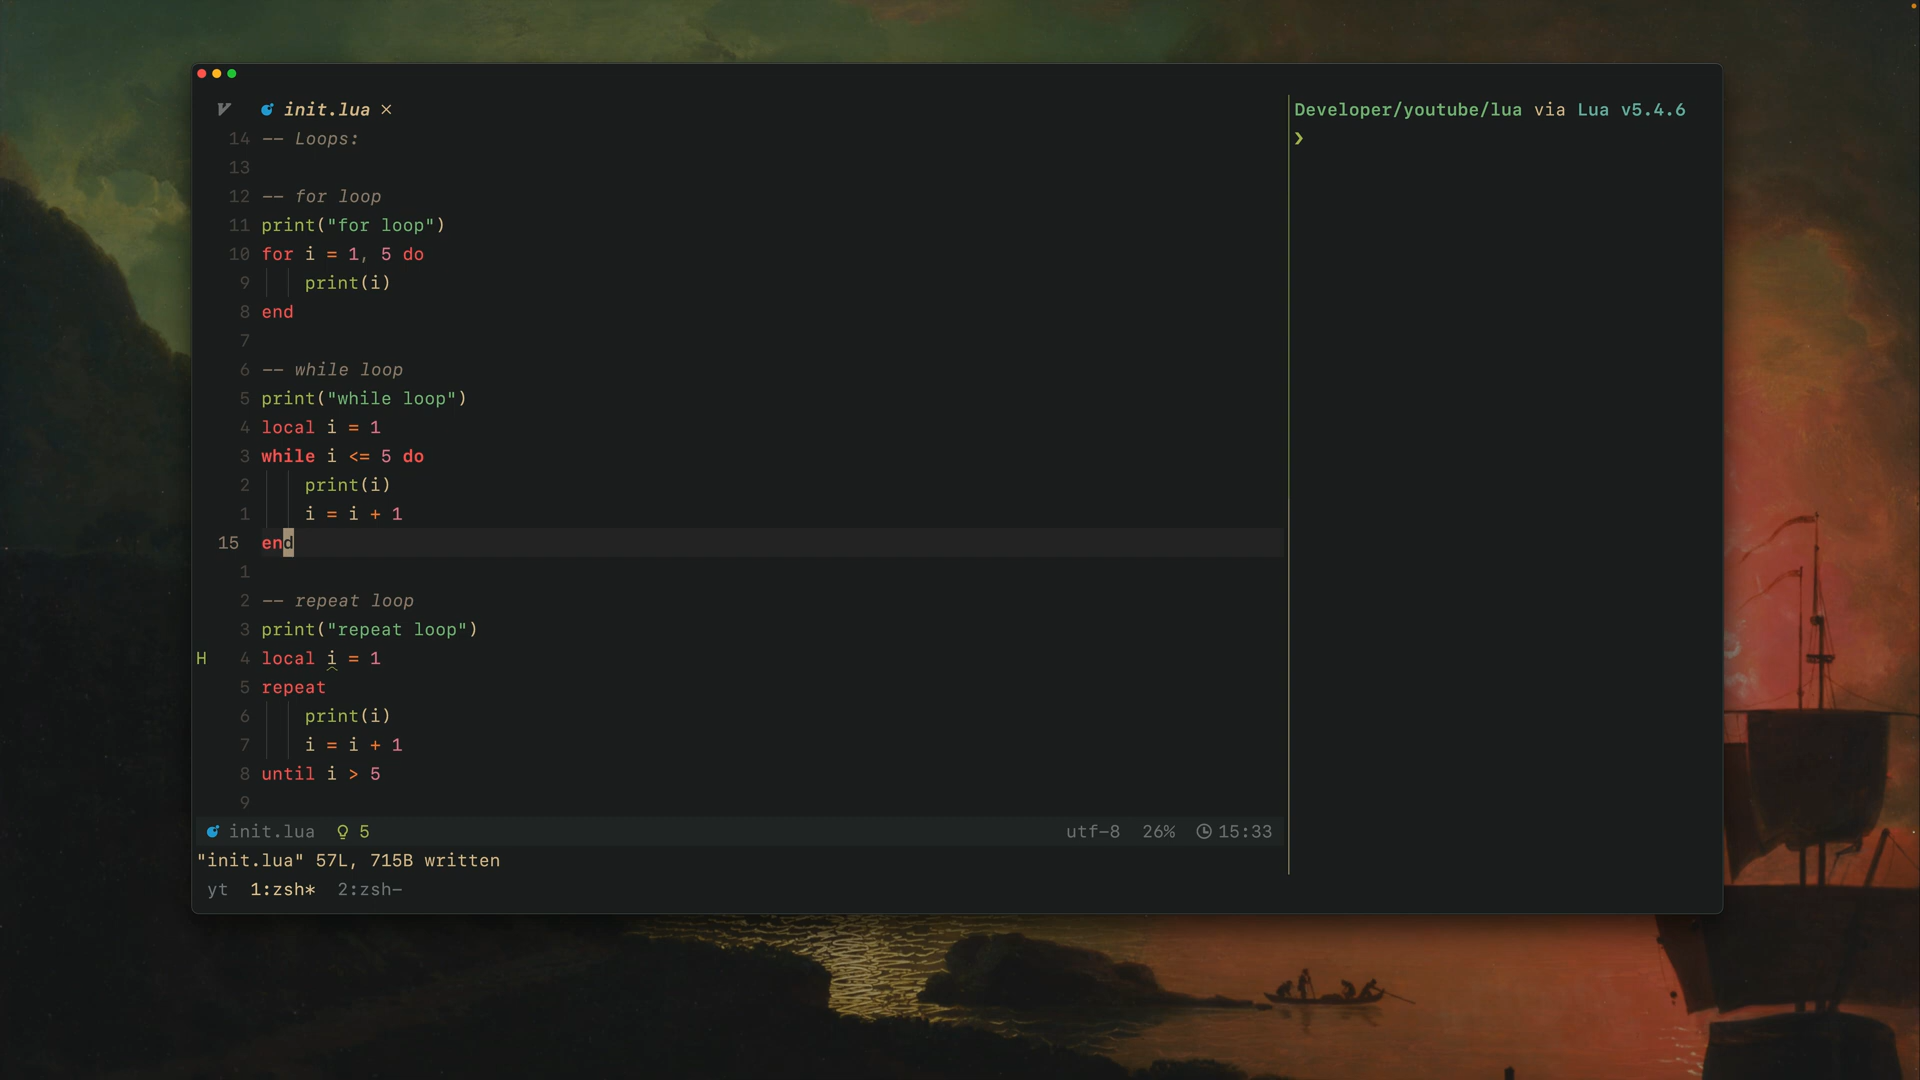 init.lua ×
14 -- Loops:
13
12 -- for loop
11 print("for loop")
10 for i = 1, 5 do
9 print(i)
8 end
7
6 -- while loop
5 print("while loop")
4 local i = 1
3 while i <= 5 do
2 print(i)
1 i = i + 1
15 end
1
2 -- repeat loop
3 print("repeat loop")
H 4 local i = 1
5 repeat
6 print(i)
7 i = i + 1
8 until i > 5
9
init.lua 5 utf-8 26% 15:33
"init.lua" 57L, 715B written
yt 1:zsh* 2:zsh-
Developer/youtube/lua via Lua v5.4.6
❯